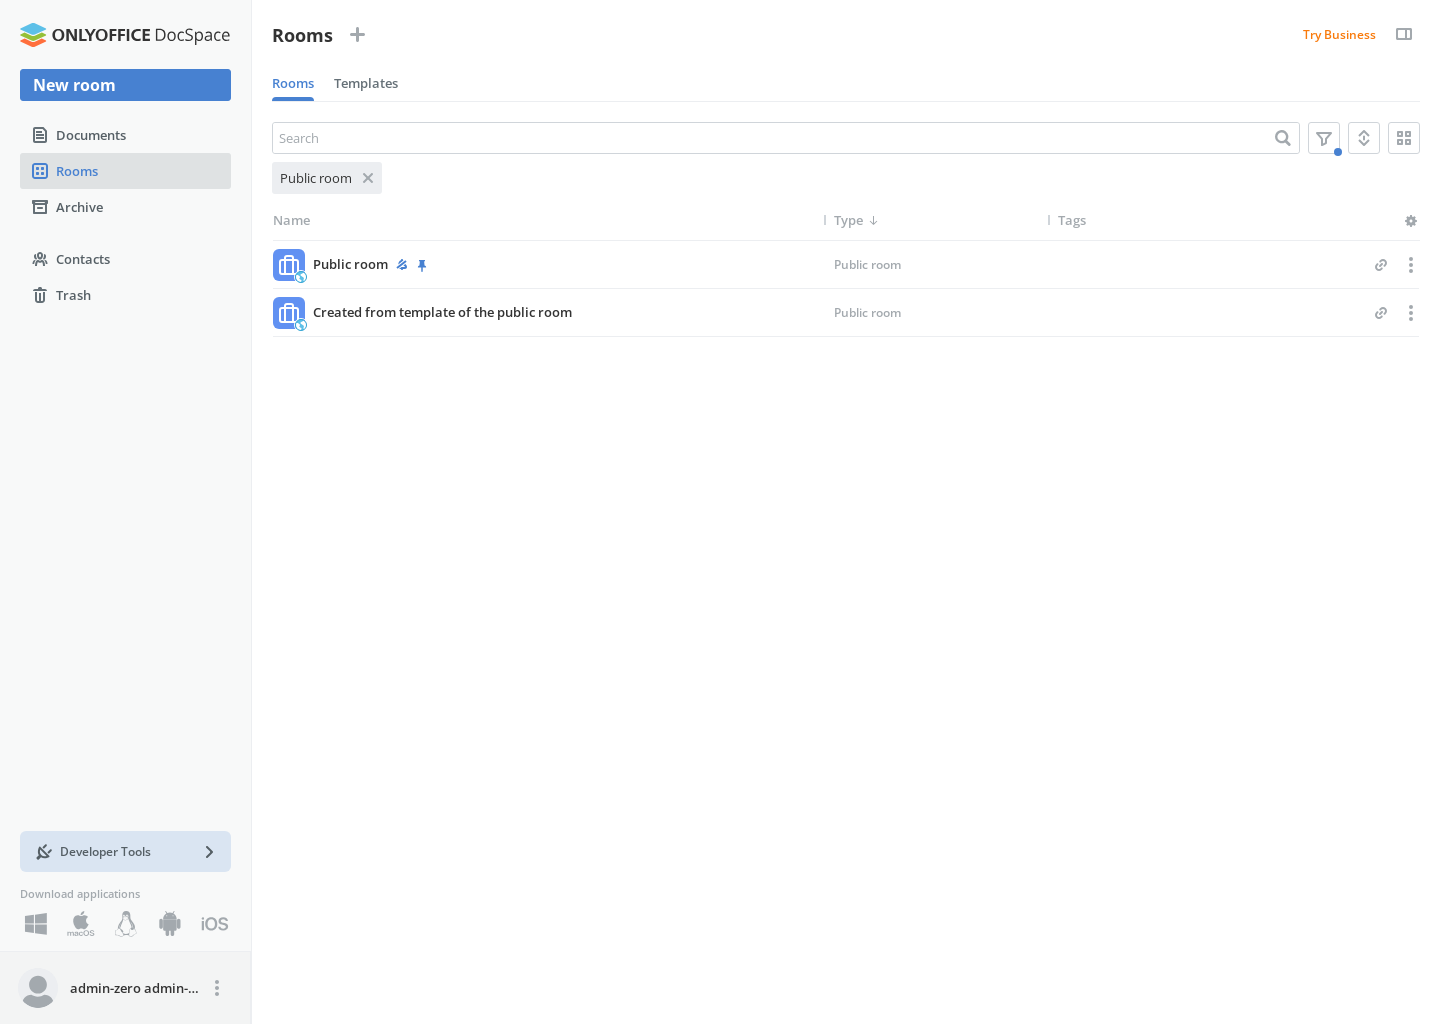 ONLYOFFICE DocSpace
New room
Documents
Rooms
Archive
Contacts
Trash
Developer Tools
Download applications
macOS
iOS
admin-zero admin-...
Rooms
Try Business
Rooms Templates
Search
Public room
Name Type Tags
Public room Public room
Created from template of the public room Public room